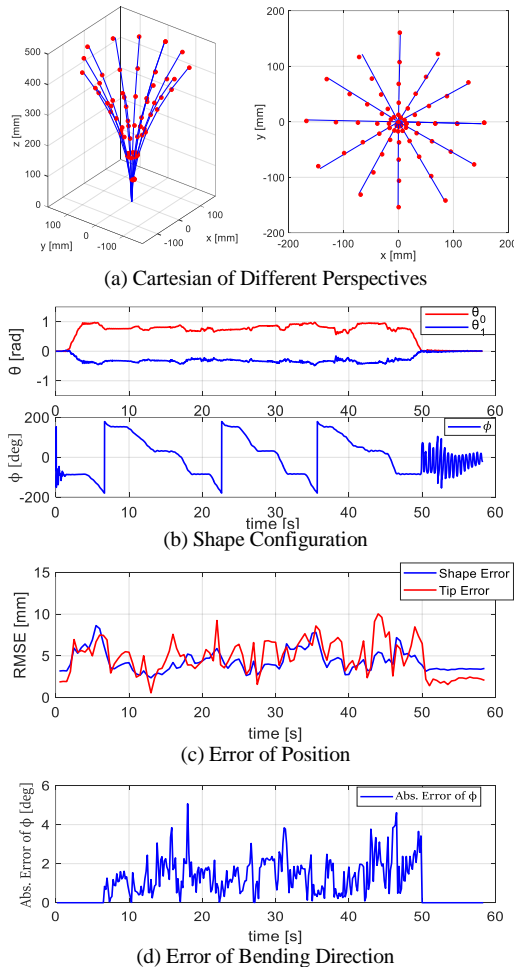 500
400
300
200
100
0
z [mm]
100
0
-100
y [mm]
100
0
-100
x [mm]
200
100
0
-100
-200
y [mm]
-200
-100
0
100
200
x [mm]
(a) Cartesian of Different Perspectives
1
0
-1
θ [rad]
θ0
θ1
0 10 20 30 40 50 60
200
0
-200
ϕ [deg]
ϕ
0 10 20 30 40 50 60
time [s]
(b) Shape Configuration
15
10
5
0
RMSE [mm]
Shape Error
Tip Error
0 10 20 30 40 50 60
time [s]
(c) Error of Position
6
4
2
0
Abs. Error of ϕ [deg]
Abs. Error of ϕ
0 10 20 30 40 50 60
time [s]
(d) Error of Bending Direction